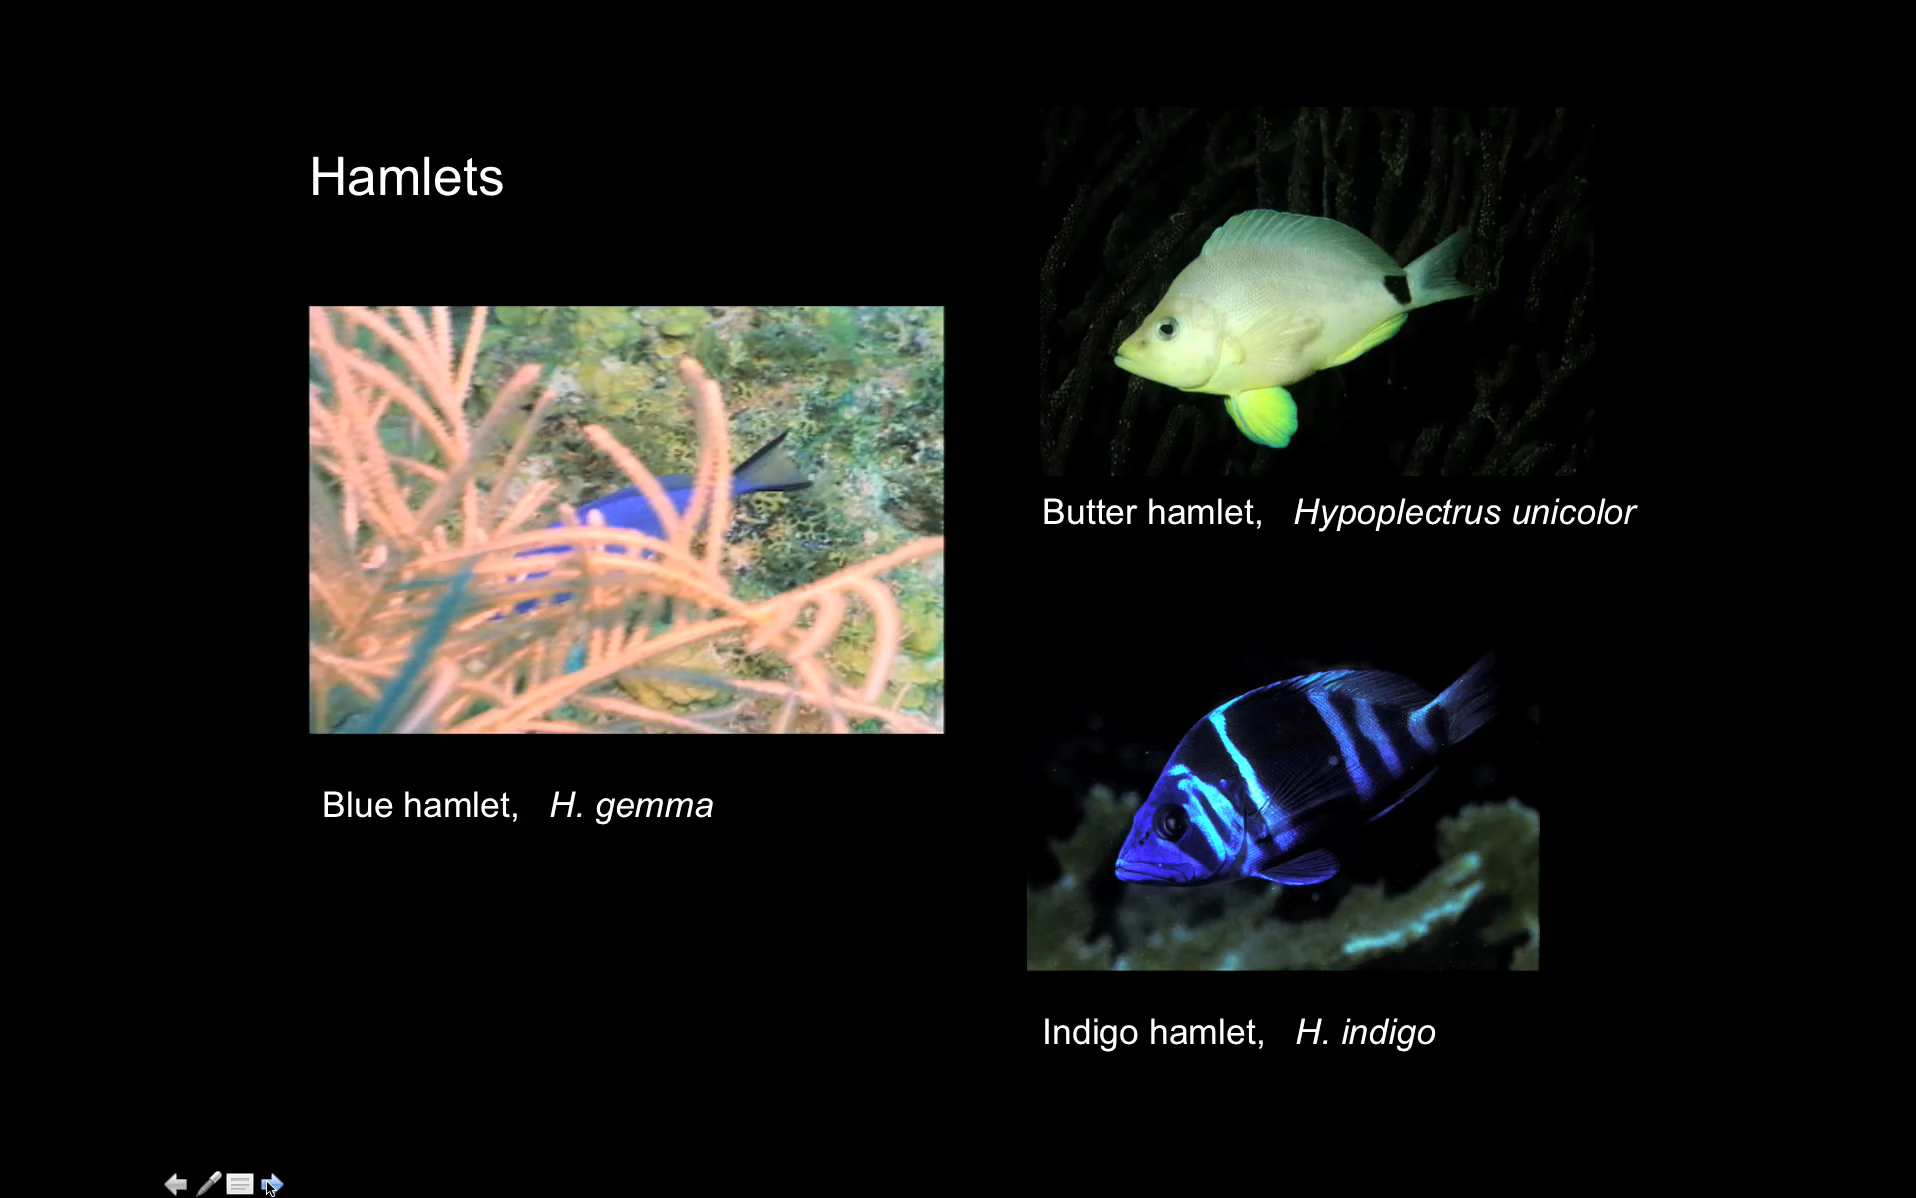 Hamlets
Butter hamlet, Hypoplectrus unicolor
Blue hamlet, H. gemma
Indigo hamlet, H. indigo